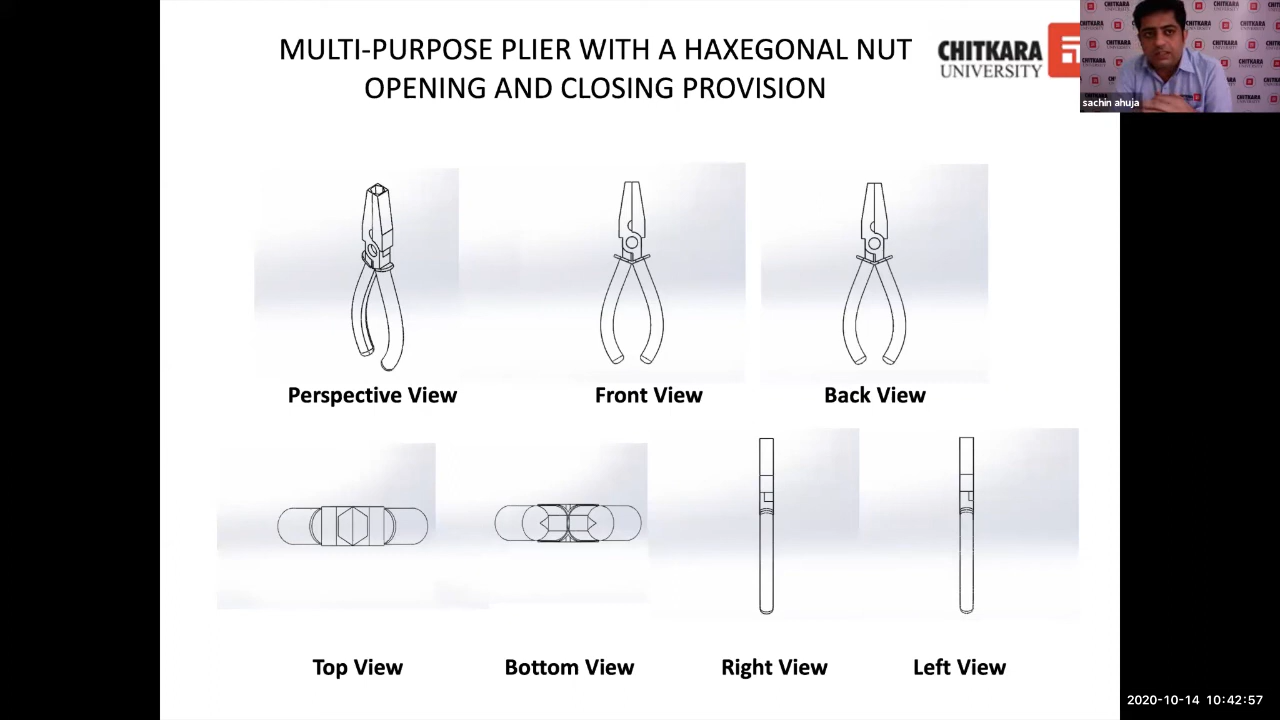 MULTI-PURPOSE PLIER WITH A HAXEGONAL NUT
OPENING AND CLOSING PROVISION
CHITKARA
UNIVERSITY
sachin ahuja
Perspective View
Front View
Back View
Top View
Bottom View
Right View
Left View
2020-10-14 10:42:57